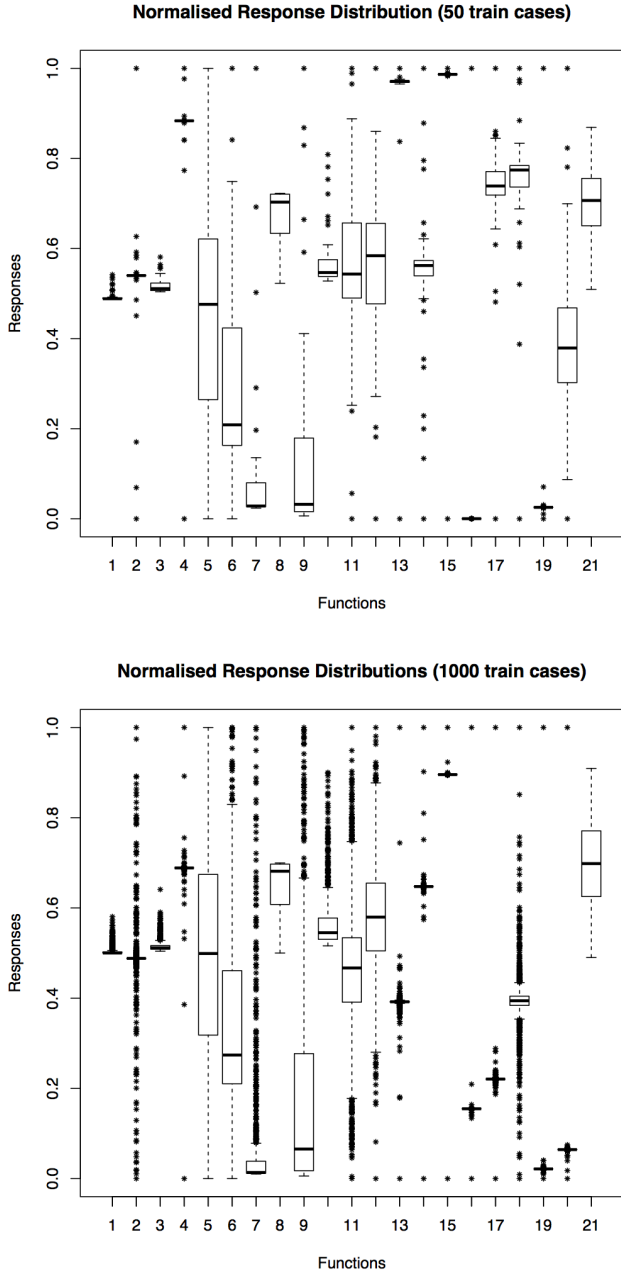 Normalised Response Distribution (50 train cases)
Responses
1.0
0.8
0.6
0.4
0.2
0.0
1 2 3 4 5 6 7 8 9 11 13 15 17 19 21
Functions
Normalised Response Distributions (1000 train cases)
Responses
1.0
0.8
0.6
0.4
0.2
0.0
1 2 3 4 5 6 7 8 9 11 13 15 17 19 21
Functions